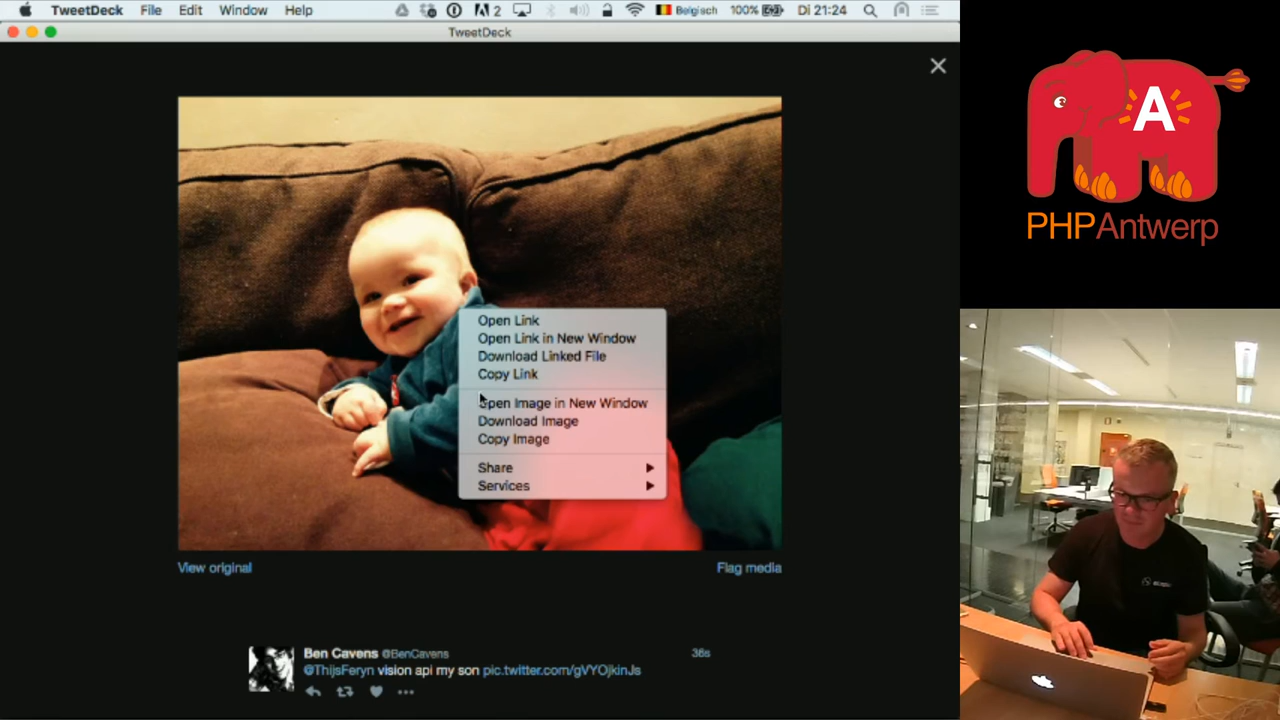 TweetDeck File Edit Window Help 2 Belgisch 100% Di 21:24
TweetDeck
Open Link
Open Link in New Window
Download Linked File
Copy Link
Open Image in New Window
Download Image
Copy Image
Share
Services
View original
Flag media
Ben Cavens @BenCavens 36s
@ThijsFeryn vision api my son pic.twitter.com/gVYOjkinJs
A
PHPAntwerp